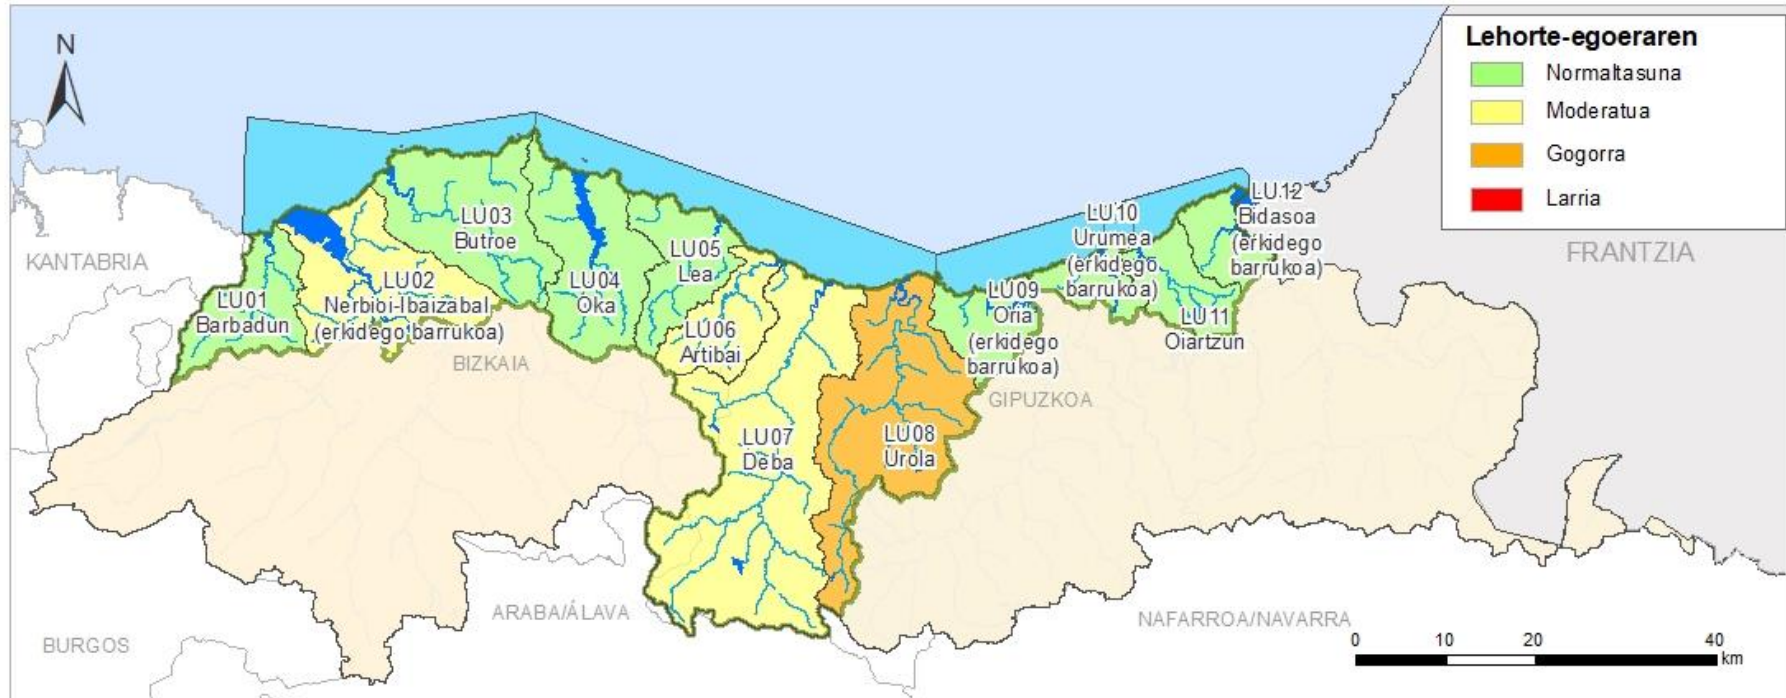 N
Lehorte-egoeraren
Normaltasuna
Moderatua
Gogorra
Larria
KANTABRIA
LU01
Barbadun
LU02
Nerbioi-Ibaizabal
(erkidego barrukoa)
LU03
Butroe
LU04
Oka
LU05
Lea
LU06
Artibai
LU07
Deba
LU08
Urola
LU09
Oria
(erkidego
barrukoa)
LU10
Urumea
(erkidego
barrukoa)
LU11
Oiartzun
LU12
Bidasoa
(erkidego
barrukoa)
FRANTZIA
BIZKAIA
GIPUZKOA
ARABA/ÁLAVA
NAFARROA/NAVARRA
BURGOS
0 10 20 40
km